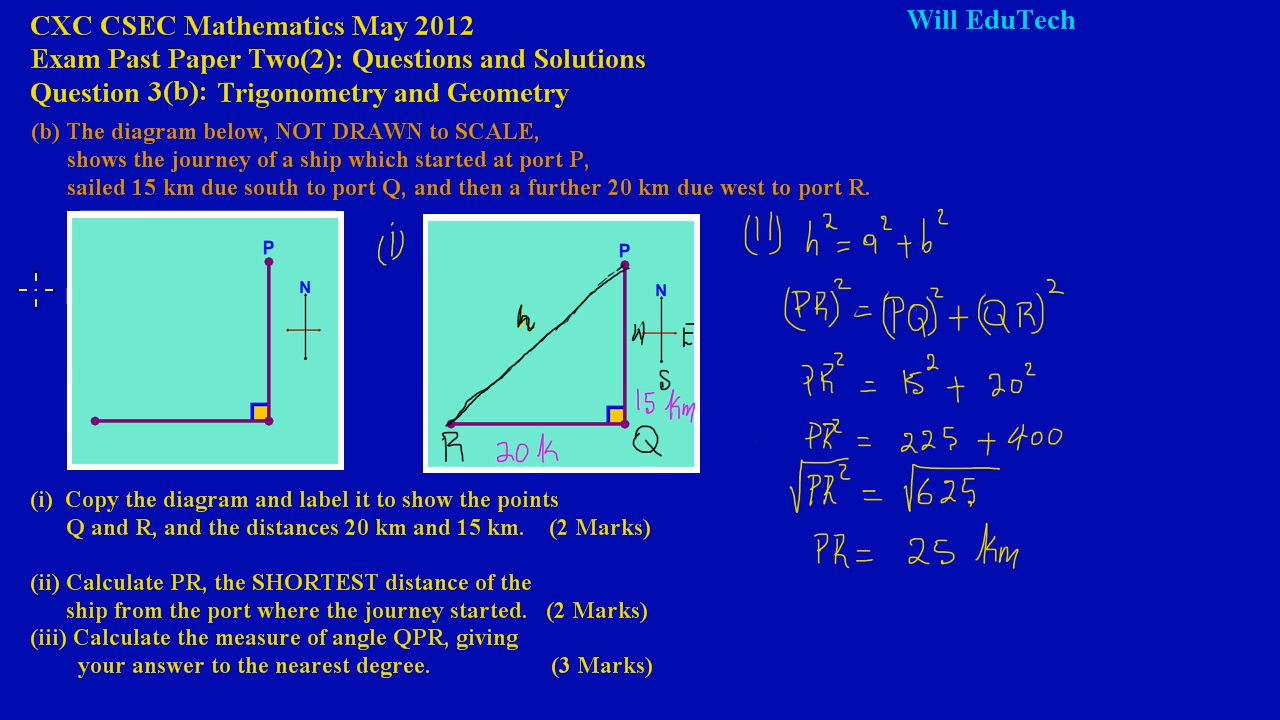 CXC CSEC Mathematics May 2012
Will EduTech
Exam Past Paper Two(2): Questions and Solutions
Question 3(b): Trigonometry and Geometry
(b) The diagram below, NOT DRAWN to SCALE,
shows the journey of a ship which started at port P,
sailed 15 km due south to port Q, and then a further 20 km due west to port R.
P
N
(i)
P
N
W
E
S
h
15 km
R
20 k
Q
(i) Copy the diagram and label it to show the points
Q and R, and the distances 20 km and 15 km. (2 Marks)
(ii) Calculate PR, the SHORTEST distance of the
ship from the port where the journey started. (2 Marks)
(iii) Calculate the measure of angle QPR, giving
your answer to the nearest degree. (3 Marks)
(II) h² = a² + b²
(PR)² = (PQ)² + (QR)²
PR² = 15² + 20²
PR² = 225 + 400
√PR² = √625
PR = 25 km